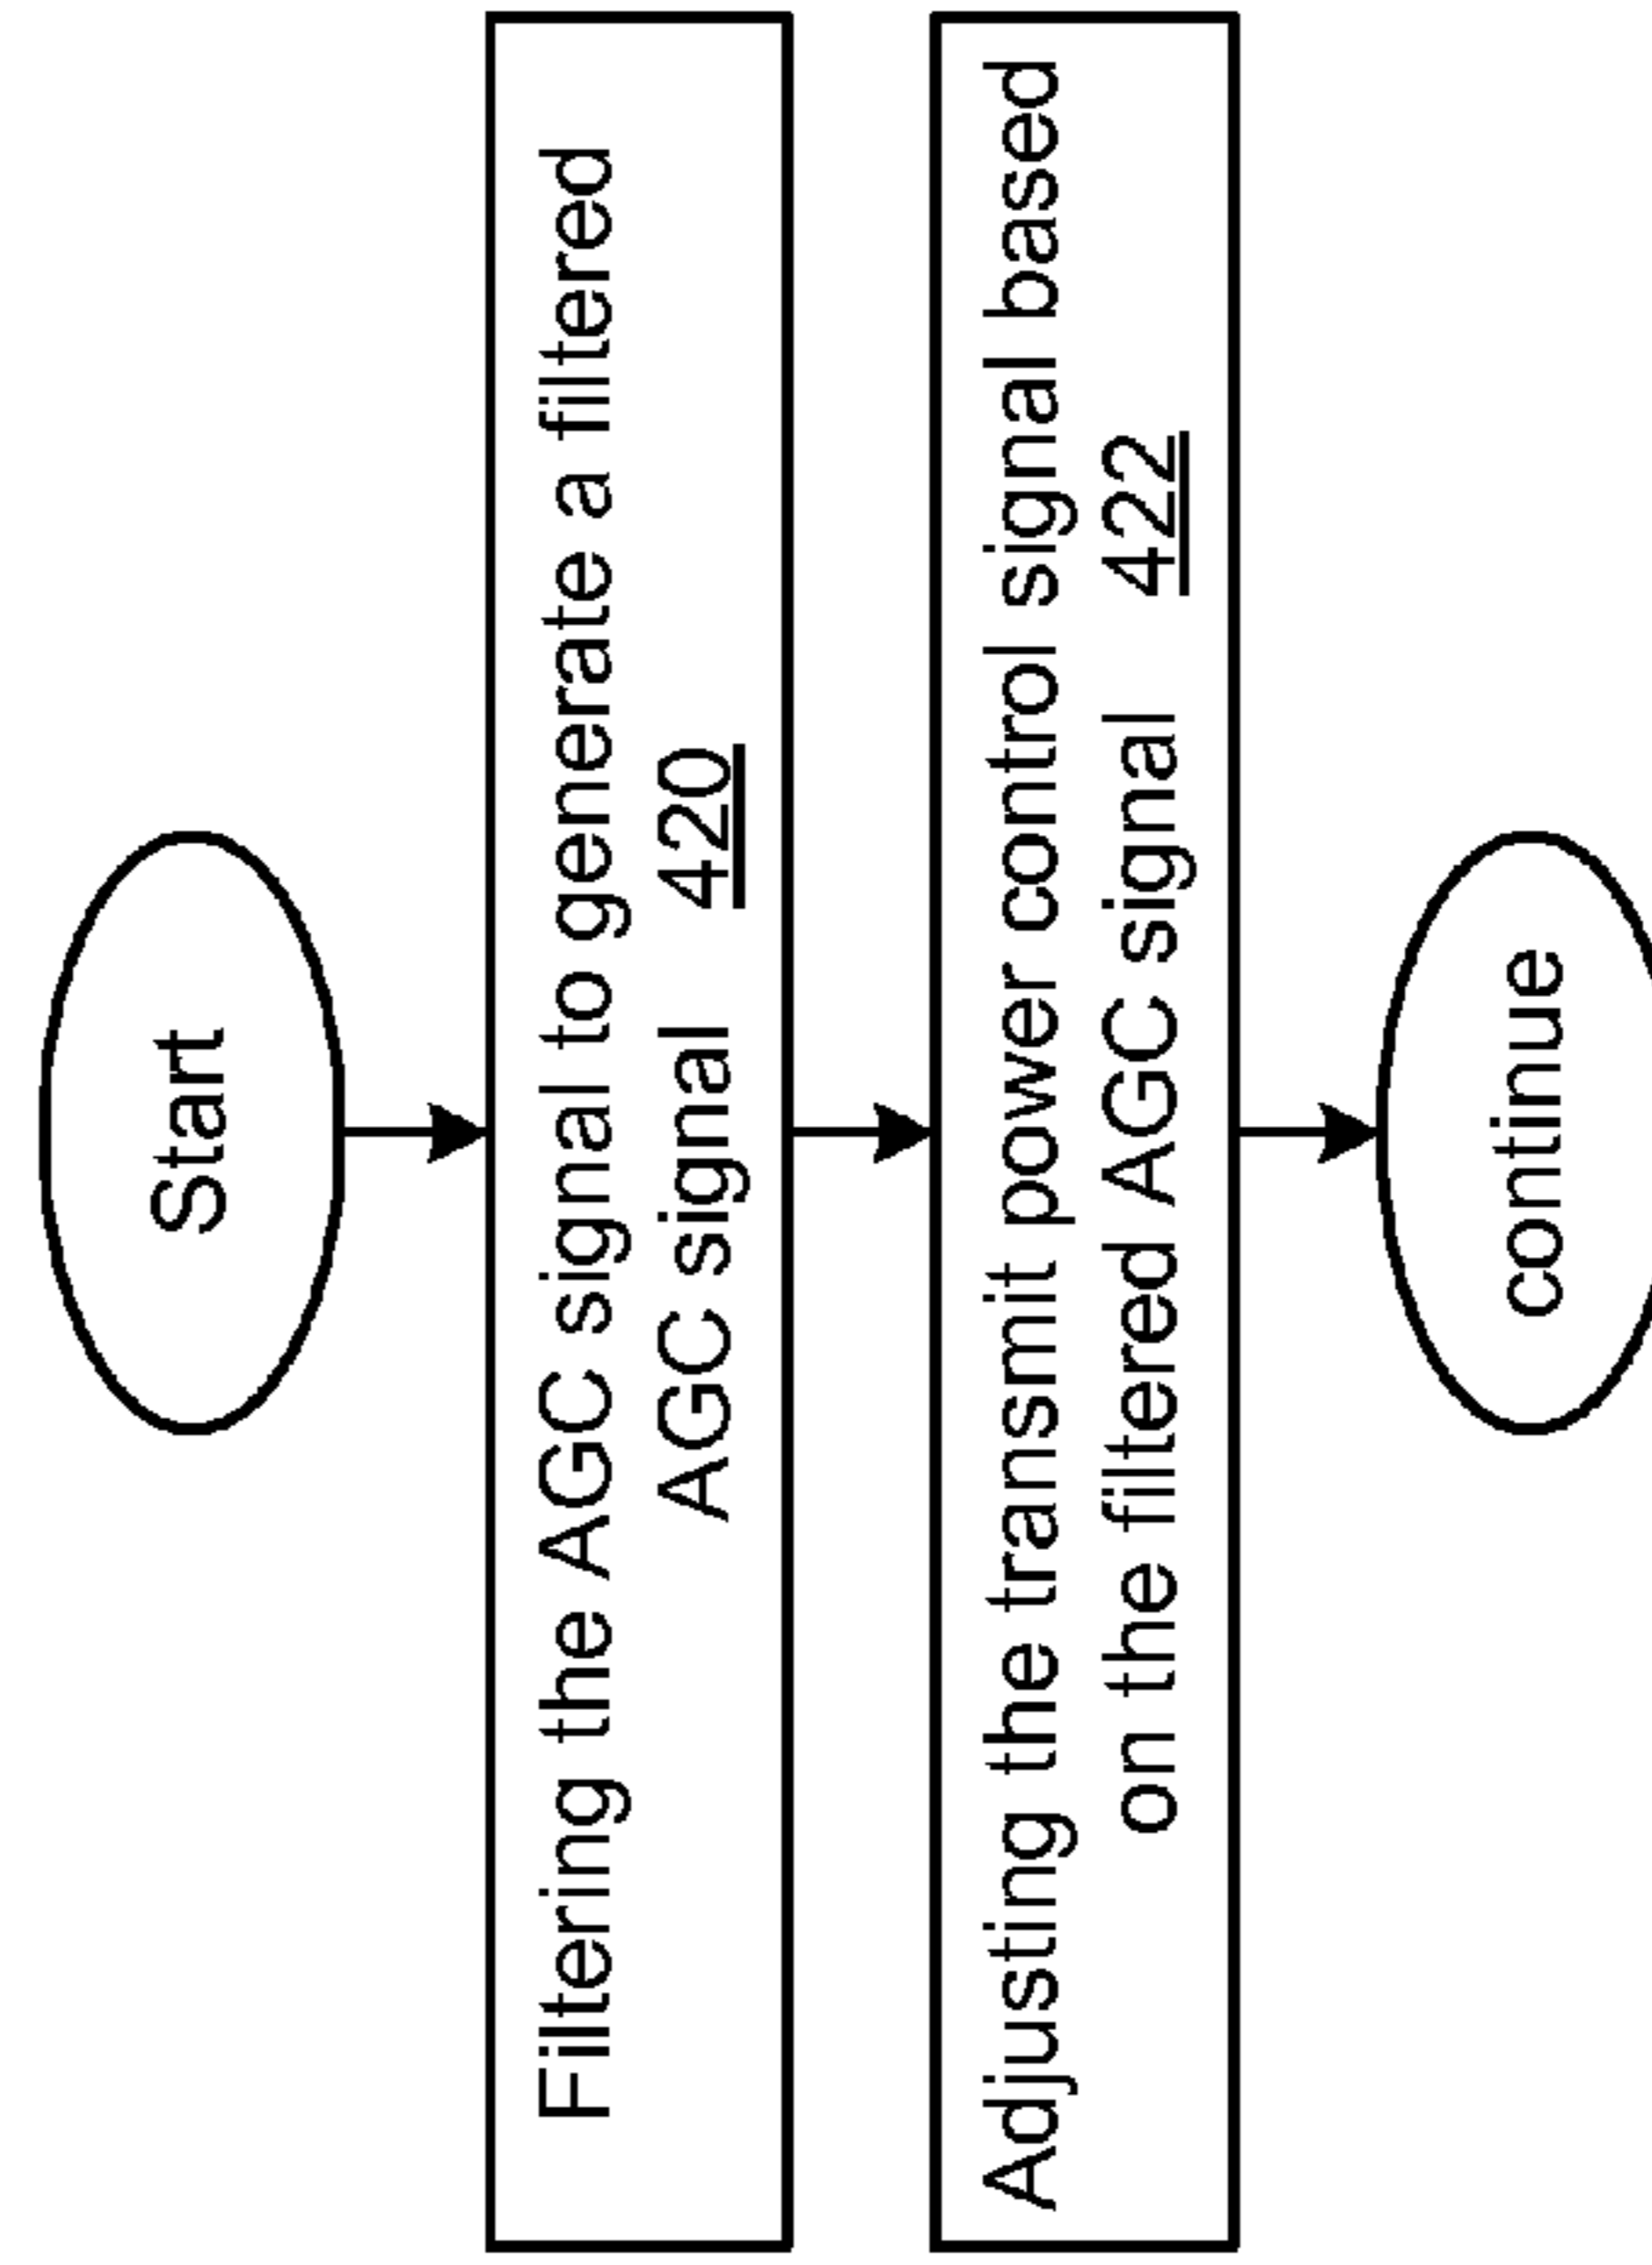 Start
Filtering the AGC signal to generate a filtered
AGC signal 420
Adjusting the transmit power control signal based
on the filtered AGC signal 422
continue